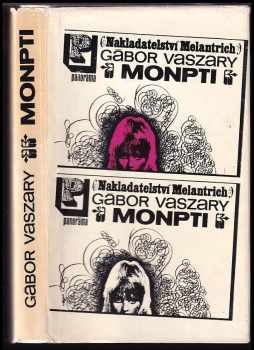 GABOR VASZARY MONPTI
(Nakladatelství Melantrich)
GABOR VASZARY
MONPTI
panoráma
(Nakladatelství Melantrich)
GABOR VASZARY
MONPTI
panoráma